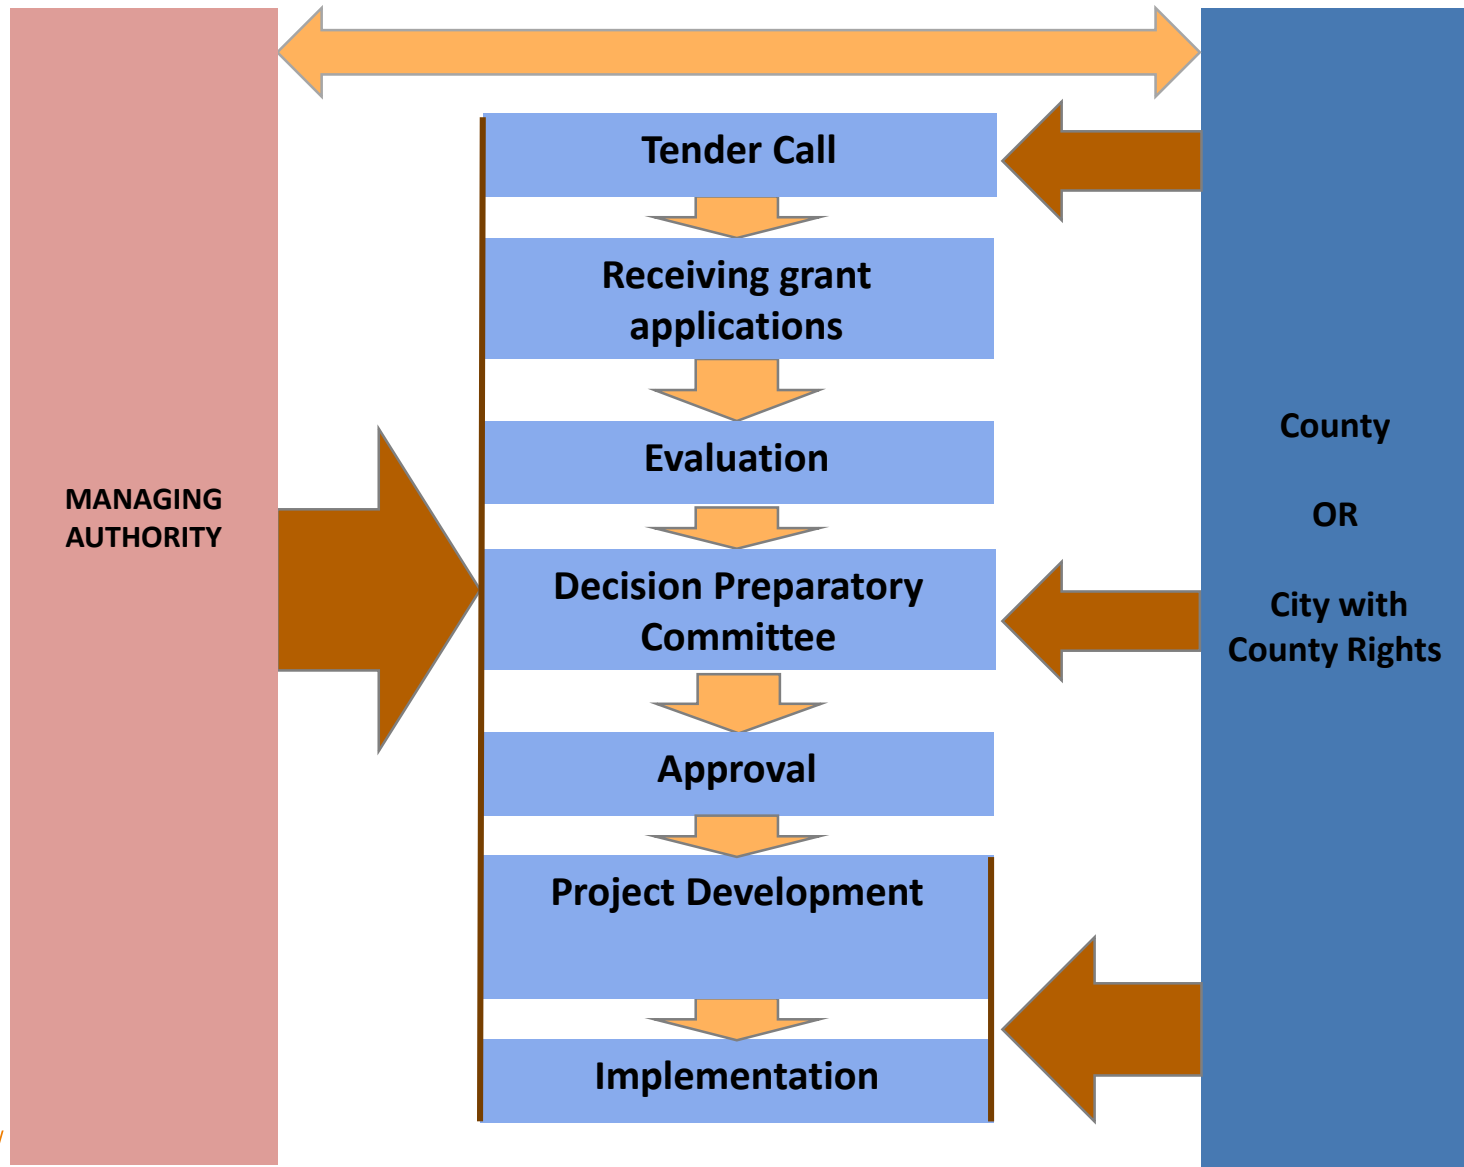 Tender Call
Receiving grant
applications
Evaluation
Decision Preparatory
Committee
Approval
Project Development
Implementation
MANAGING
AUTHORITY
County
OR
City with
County Rights